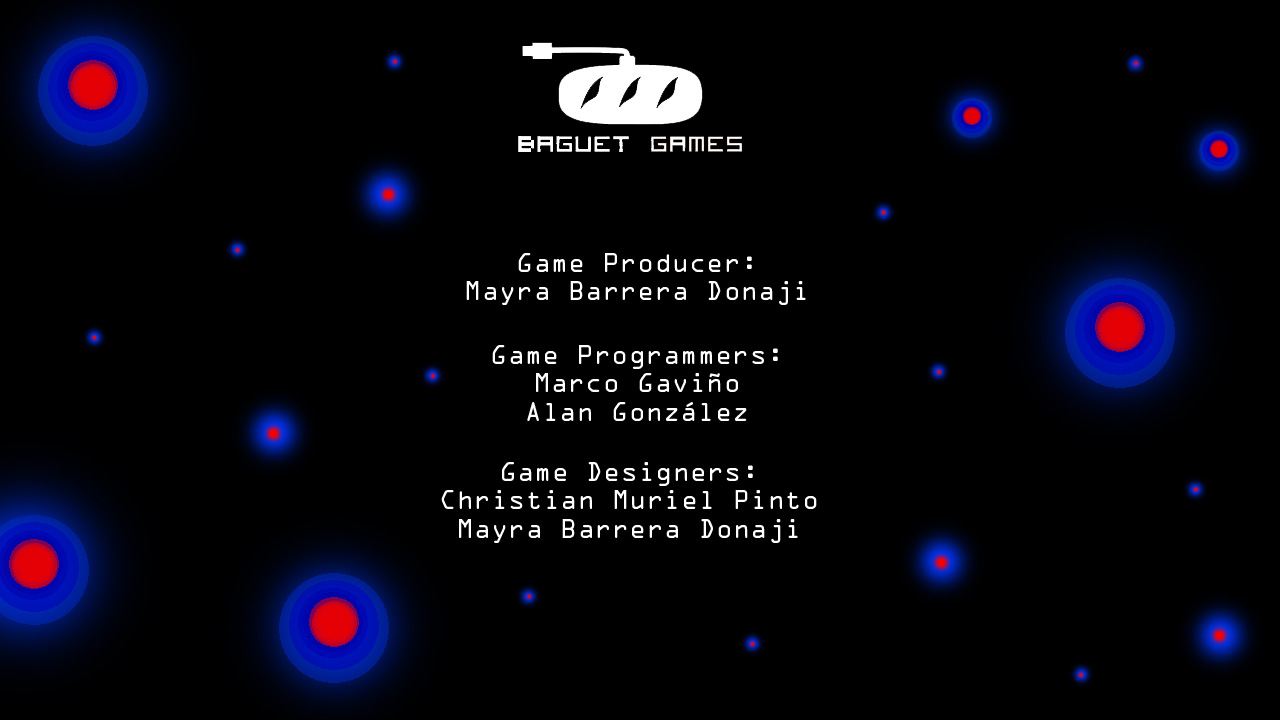 BAGUET GAMES
Game Producer:
Mayra Barrera Donaji
Game Programmers:
Marco Gaviño
Alan González
Game Designers:
Christian Muriel Pinto
Mayra Barrera Donaji